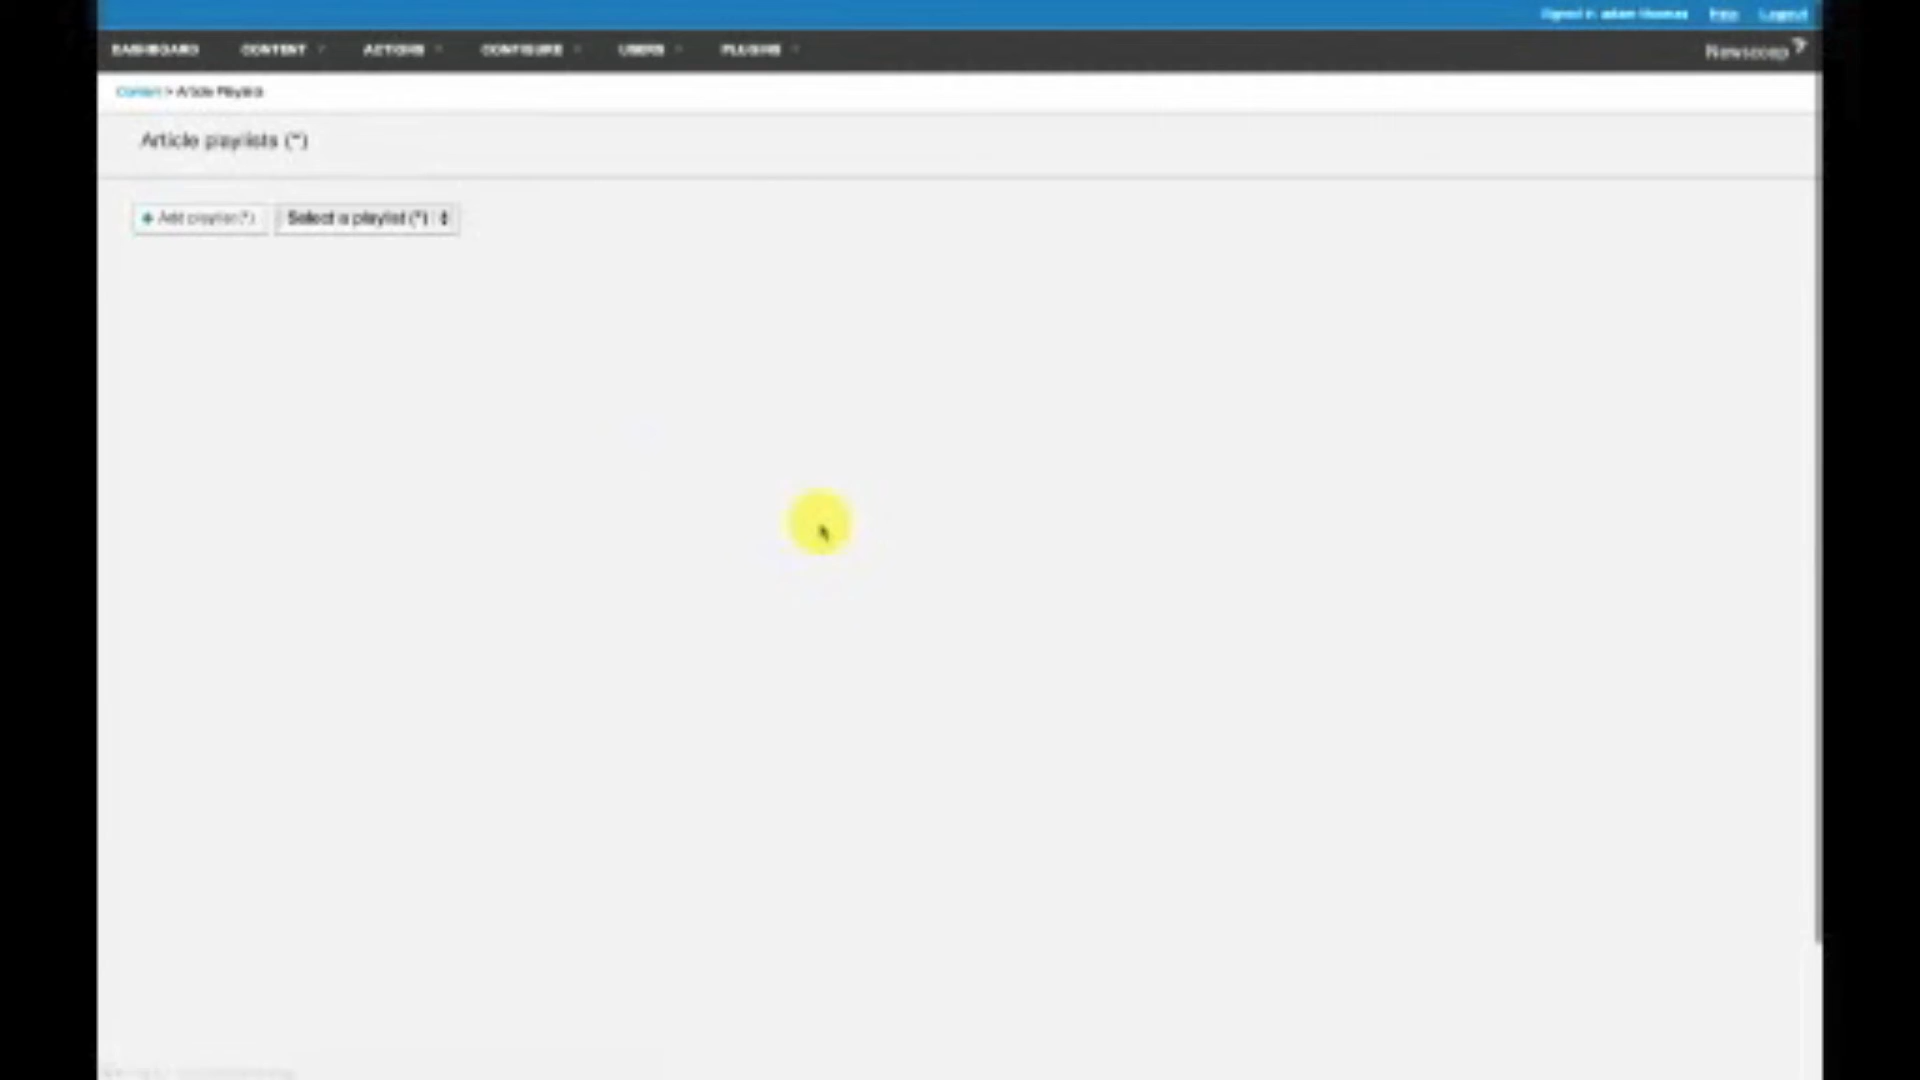 Signed in: adam thomas Help Logout
DASHBOARD CONTENT ACTIONS CONFIGURE USERS PLUGINS Newscoop
Content > Article Playlists
Article playlists (*)
+ Add playlist (*) Select a playlist (*)